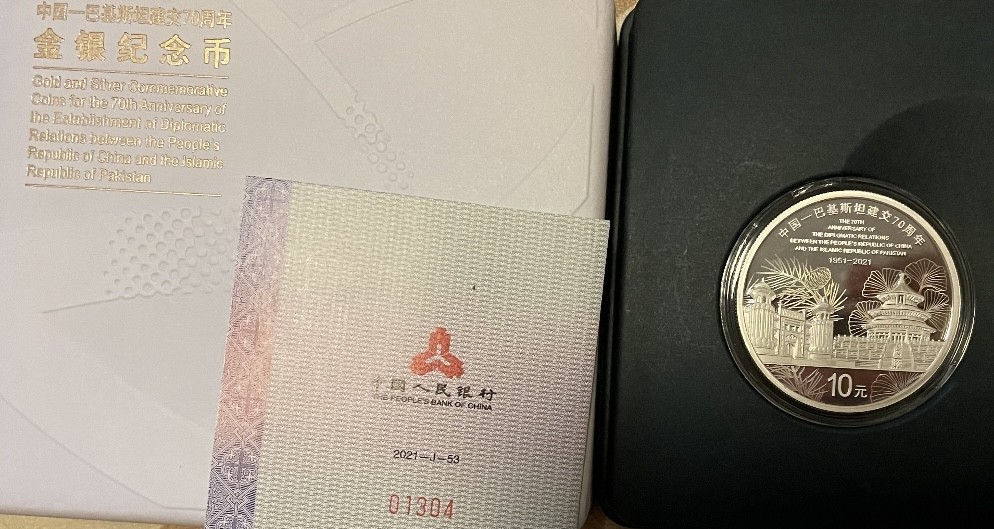 中国—巴基斯坦建交70周年
金银纪念币
Gold and Silver Commemorative
Coins for the 70th Anniversary of
the Establishment of Diplomatic
Relations between the People's
Republic of China and the Islamic
Republic of Pakistan
中国人民银行
THE PEOPLE'S BANK OF CHINA
2021—J—53
01304
中国—巴基斯坦建交70周年
THE 70TH
ANNIVERSARY OF
THE DIPLOMATIC RELATIONS
BETWEEN THE PEOPLE'S REPUBLIC OF CHINA
AND THE ISLAMIC REPUBLIC OF PAKISTAN
1951-2021
10元